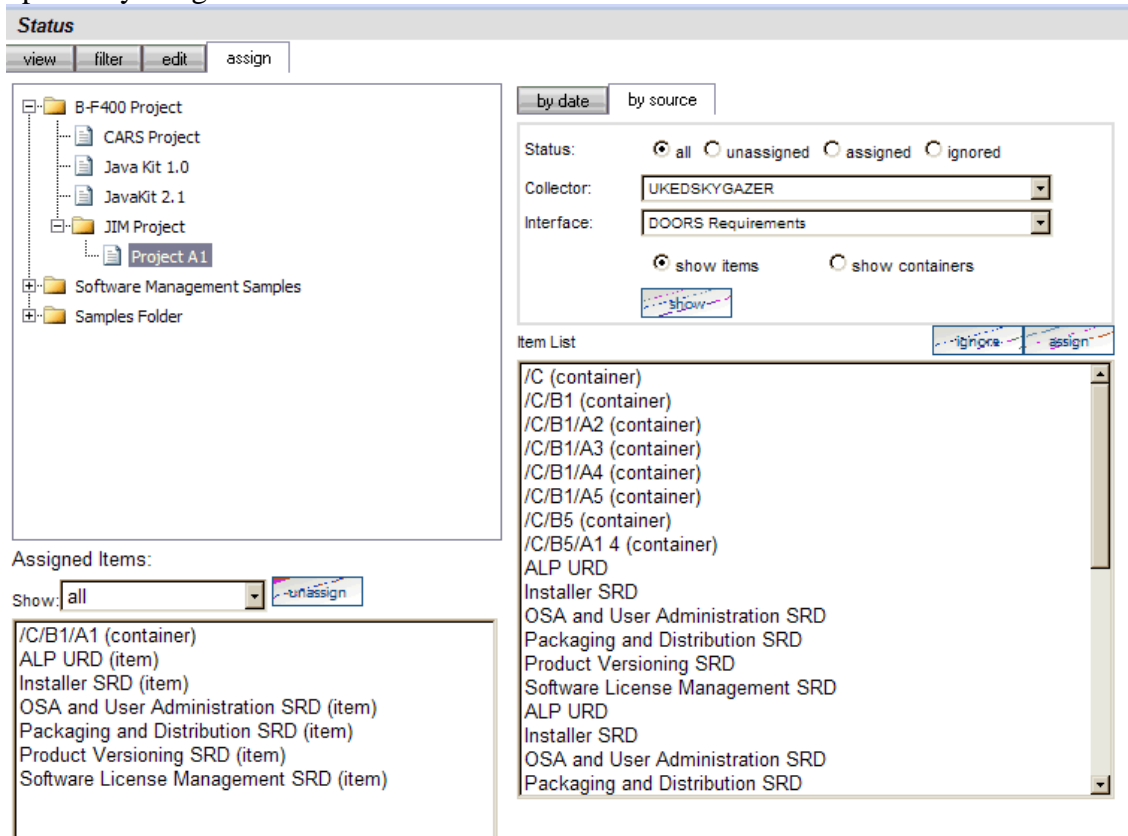 Status
view filter edit assign
B-F400 Project
CARS Project
Java Kit 1.0
JavaKit 2.1
JIM Project
Project A1
Software Management Samples
Samples Folder
Assigned Items:
Show: all unassign
/C/B1/A1 (container)
ALP URD (item)
Installer SRD (item)
OSA and User Administration SRD (item)
Packaging and Distribution SRD (item)
Product Versioning SRD (item)
Software License Management SRD (item)
by date by source
Status: all unassigned assigned ignored
Collector: UKEDSKYGAZER
Interface: DOORS Requirements
show items show containers
show
Item List ignore assign
/C (container)
/C/B1 (container)
/C/B1/A2 (container)
/C/B1/A3 (container)
/C/B1/A4 (container)
/C/B1/A5 (container)
/C/B5 (container)
/C/B5/A1 4 (container)
ALP URD
Installer SRD
OSA and User Administration SRD
Packaging and Distribution SRD
Product Versioning SRD
Software License Management SRD
ALP URD
Installer SRD
OSA and User Administration SRD
Packaging and Distribution SRD